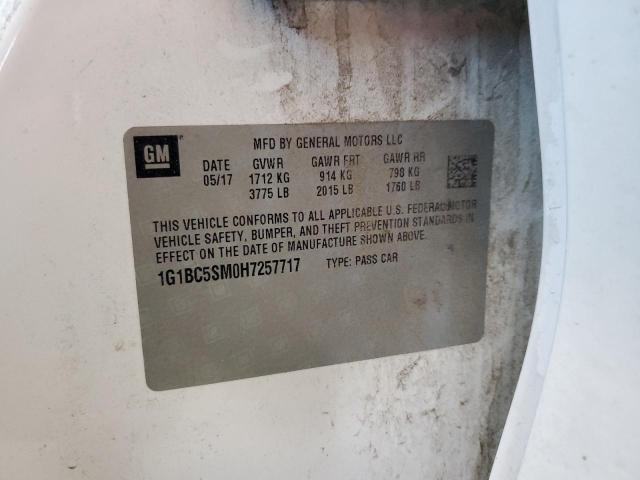 GM
MFD BY GENERAL MOTORS LLC
DATE GVWR GAWR FRT GAWR RR
05/17 1712 KG 914 KG 798 KG
3775 LB 2015 LB 1760 LB
THIS VEHICLE CONFORMS TO ALL APPLICABLE U.S. FEDERAL MOTOR
VEHICLE SAFETY, BUMPER, AND THEFT PREVENTION STANDARDS IN
EFFECT ON THE DATE OF MANUFACTURE SHOWN ABOVE.
1G1BC5SM0H7257717 TYPE: PASS CAR